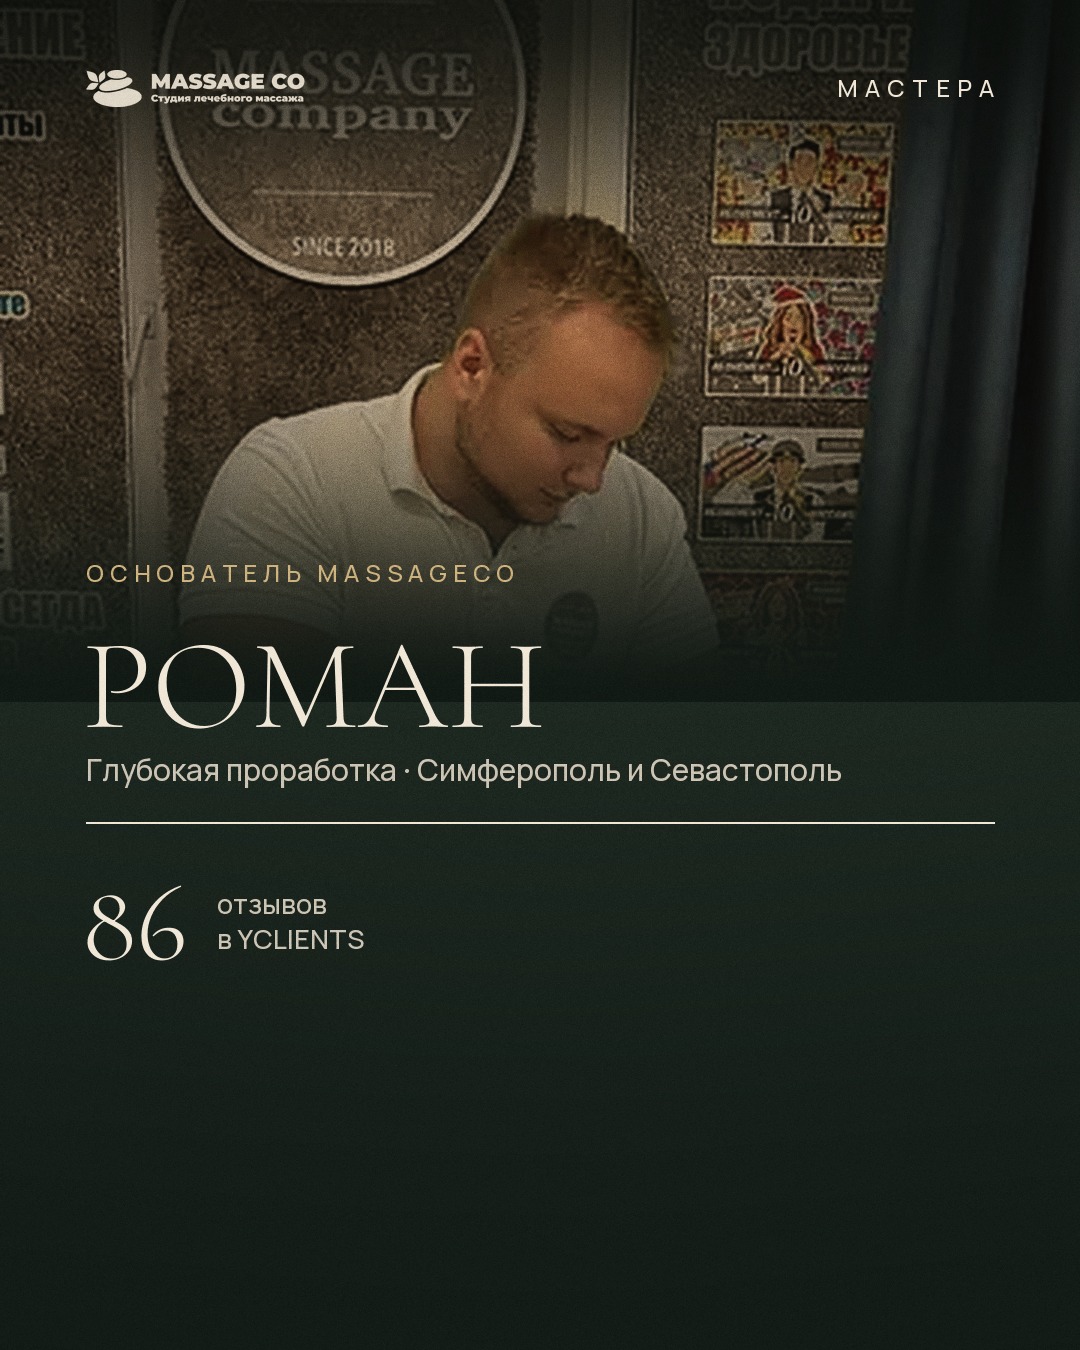 ЕНИЕ
ЗДОРОВЬЕ
MASSAGE CO
Студия лечебного массажа
МАСТЕРА
MASSAGE
company
SINCE 2018
ОСНОВАТЕЛЬ MASSAGECO
РОМАН
Глубокая проработка · Симферополь и Севастополь
86
отзывов
в YCLIENTS